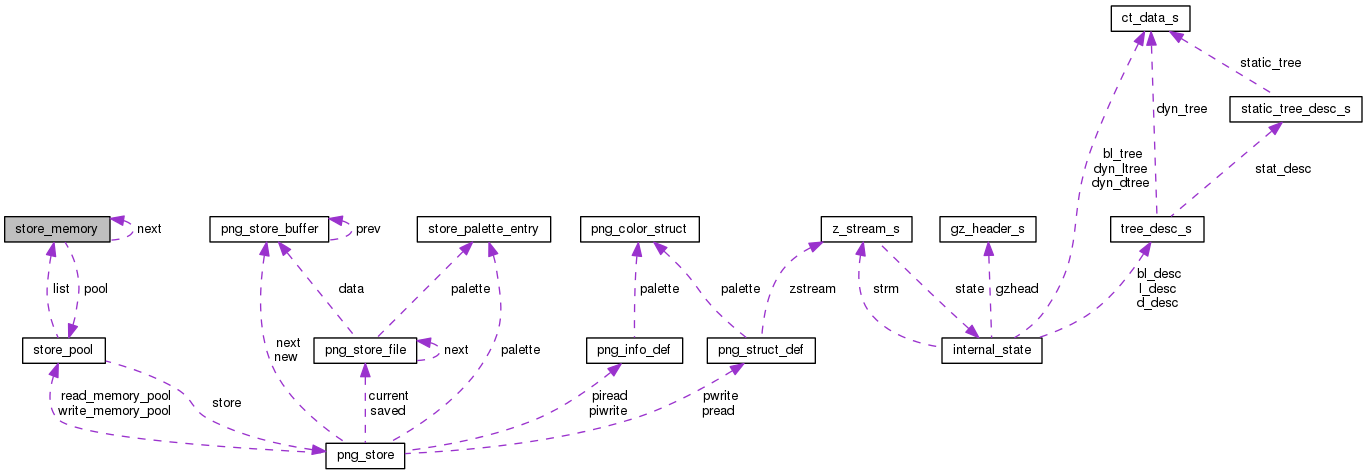 ct_data_s
static_tree
static_tree_desc_s
dyn_tree
bl_tree
dyn_ltree
dyn_dtree
stat_desc
store_memory
next
png_store_buffer
prev
store_palette_entry
png_color_struct
z_stream_s
gz_header_s
tree_desc_s
list
pool
data
palette
palette
palette
zstream
strm
state
gzhead
bl_desc
l_desc
d_desc
store_pool
next
new
png_store_file
next
palette
png_info_def
png_struct_def
internal_state
read_memory_pool
write_memory_pool
store
current
saved
piread
piwrite
pwrite
pread
png_store